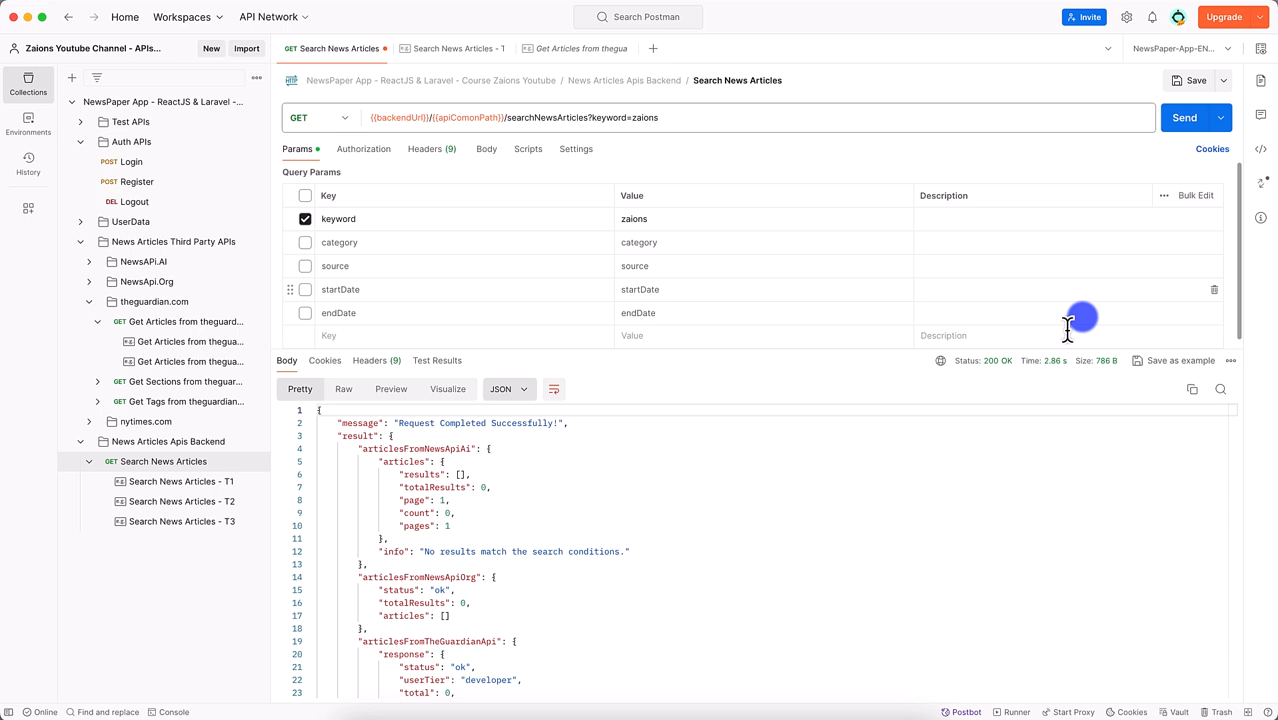 Home
Workspaces
API Network
Search Postman
Invite
Upgrade
Zaions Youtube Channel - APIs...
New
Import
GET Search News Articles
Search News Articles - T
Get Articles from thegua
NewsPaper-App-EN...
Collections
Environments
History
NewsPaper App - ReactJS & Laravel -...
Test APIs
Auth APIs
POST Login
POST Register
DEL Logout
UserData
News Articles Third Party APIs
NewsAPi.AI
NewsApi.Org
theguardian.com
GET Get Articles from theguard...
Get Articles from thegua...
Get Articles from thegua...
GET Get Sections from theguar...
GET Get Tags from theguardian...
nytimes.com
News Articles Apis Backend
GET Search News Articles
Search News Articles - T1
Search News Articles - T2
Search News Articles - T3
HTTP NewsPaper App - ReactJS & Laravel - Course Zaions Youtube / News Articles Apis Backend / Search News Articles
Save
GET
{{backendUrl}}/{{apiComonPath}}/searchNewsArticles?keyword=zaions
Send
Params
Authorization
Headers (9)
Body
Scripts
Settings
Cookies
Query Params
Key Value Description Bulk Edit
keyword zaions
category category
source source
startDate startDate
endDate endDate
Key Value Description
Body Cookies Headers (9) Test Results
Status: 200 OK Time: 2.86 s Size: 786 B Save as example
Pretty Raw Preview Visualize JSON
1 {
2 "message": "Request Completed Successfully!",
3 "result": {
4 "articlesFromNewsApiAi": {
5 "articles": {
6 "results": [],
7 "totalResults": 0,
8 "page": 1,
9 "count": 0,
10 "pages": 1
11 },
12 "info": "No results match the search conditions."
13 },
14 "articlesFromNewsApiOrg": {
15 "status": "ok",
16 "totalResults": 0,
17 "articles": []
18 },
19 "articlesFromTheGuardianApi": {
20 "response": {
21 "status": "ok",
22 "userTier": "developer",
23 "total": 0,
Online Find and replace Console
Postbot Runner Start Proxy Cookies Vault Trash